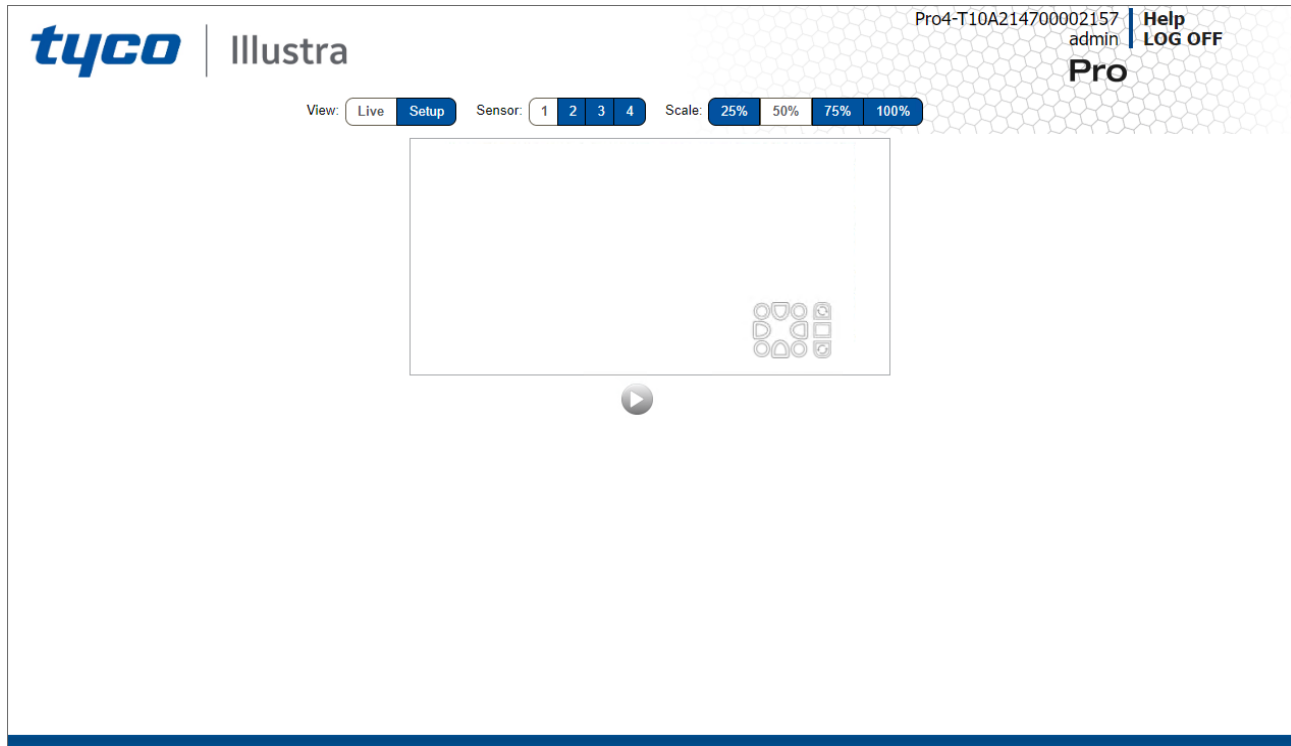 tyco | Illustra
Pro4-T10A214700002157 Help
admin LOG OFF
Pro
View: Live Setup Sensor: 1 2 3 4 Scale: 25% 50% 75% 100%